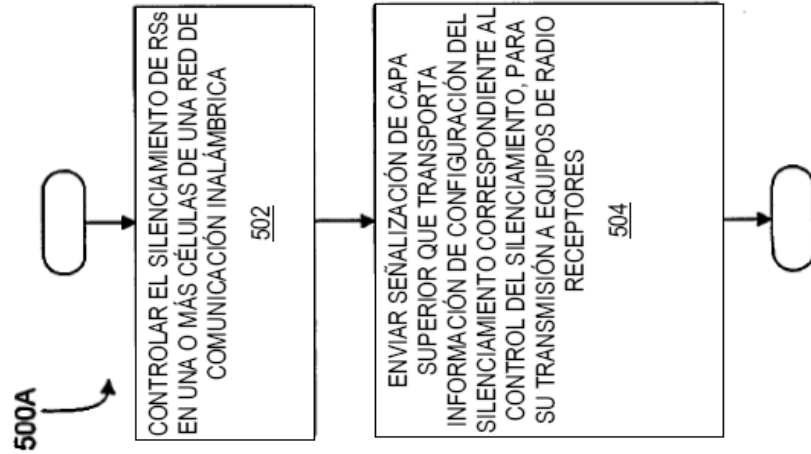 500A
CONTROLAR EL SILENCIAMIENTO DE RSs
EN UNA O MÁS CÉLULAS DE UNA RED DE
COMUNICACIÓN INALÁMBRICA
502
ENVIAR SEÑALIZACIÓN DE CAPA
SUPERIOR QUE TRANSPORTA
INFORMACIÓN DE CONFIGURACIÓN DEL
SILENCIAMIENTO CORRESPONDIENTE AL
CONTROL DEL SILENCIAMIENTO, PARA
SU TRANSMISIÓN A EQUIPOS DE RADIO
RECEPTORES
504